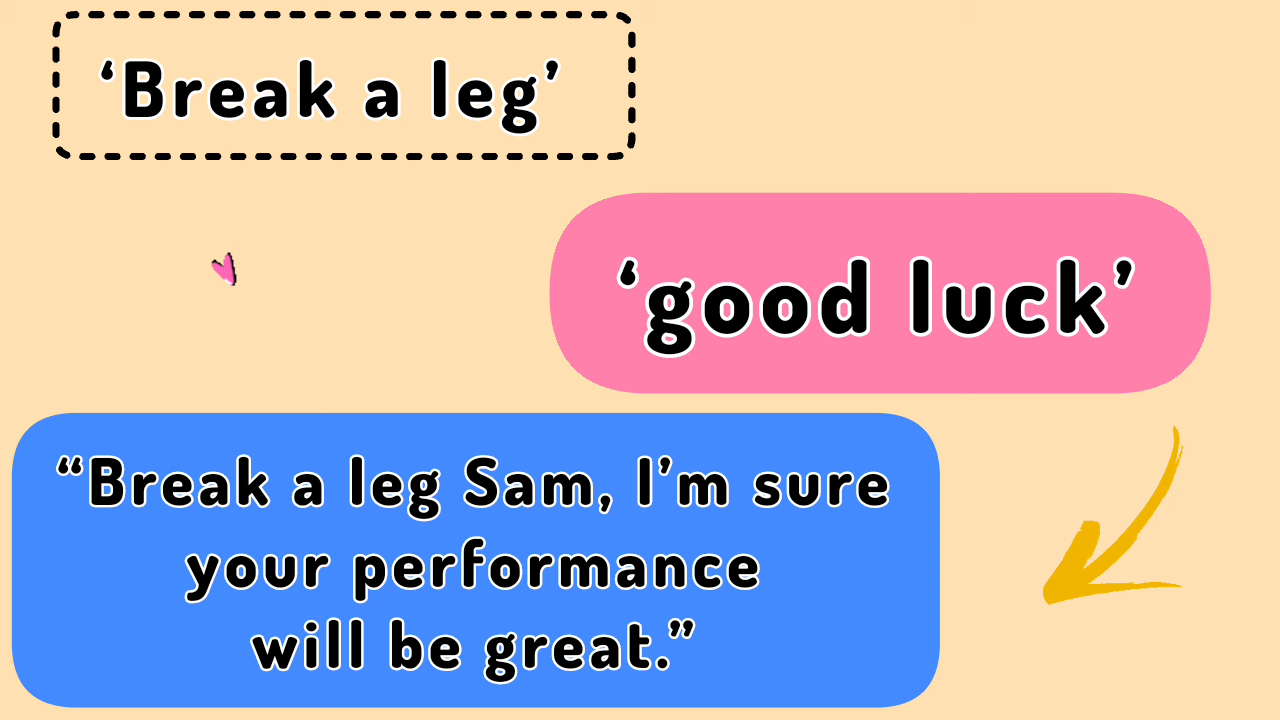 ‘Break a leg’
‘good luck’
“Break a leg Sam, I’m sure
your performance
will be great.”